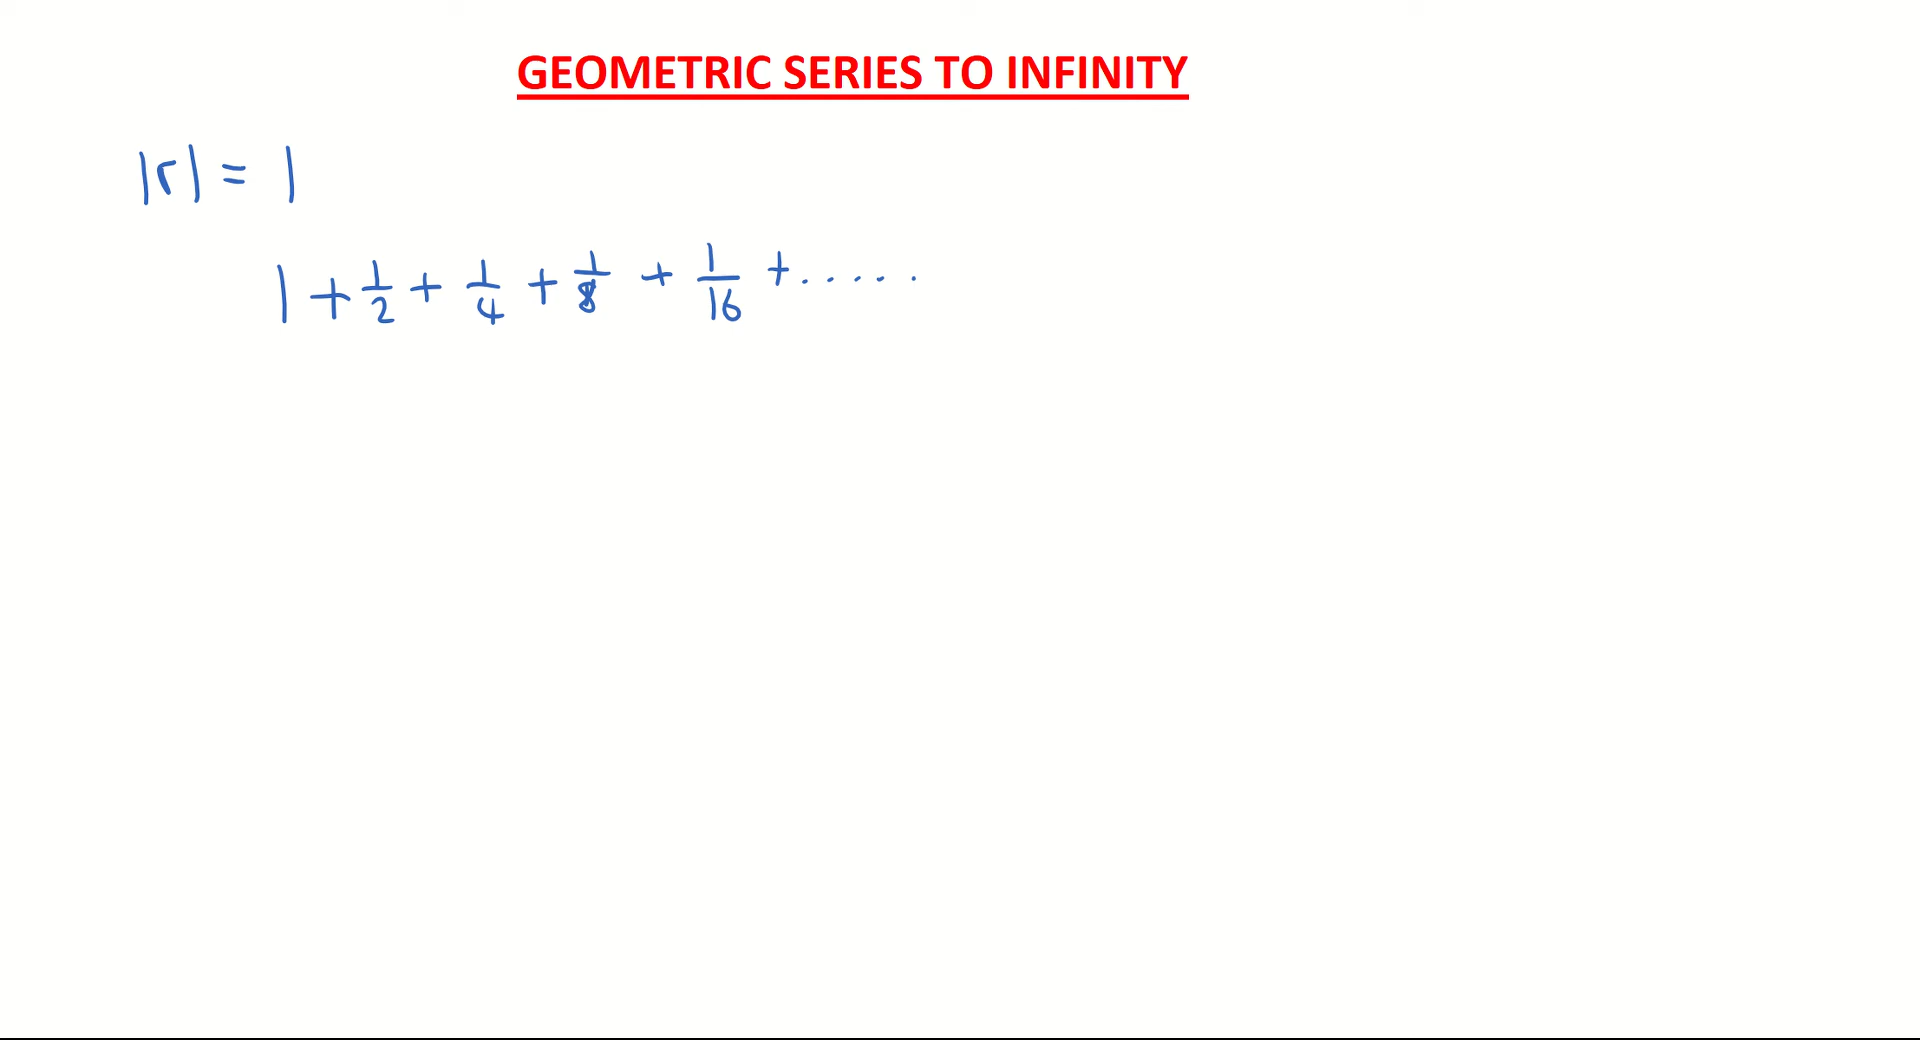 GEOMETRIC SERIES TO INFINITY
|r| = 1
1 + 1/2 + 1/4 + 1/8 + 1/16 + .....